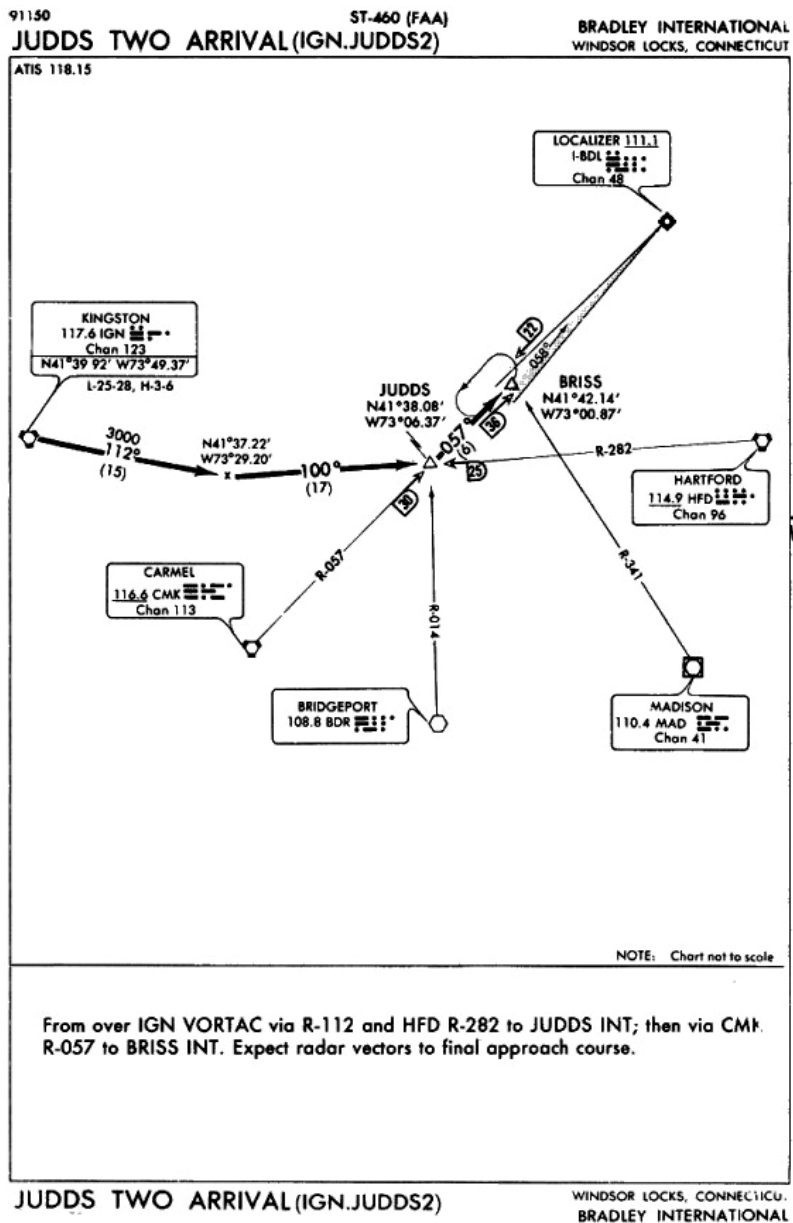 91150
ST-460 (FAA)
JUDDS TWO ARRIVAL (IGN.JUDDS2)
BRADLEY INTERNATIONAL
WINDSOR LOCKS, CONNECTICUT
ATIS 118.15
LOCALIZER 111.1
I-BDL
Chan 48
KINGSTON
117.6 IGN
Chan 123
N41°39 92' W73°49.37'
L-25-28, H-3-6
22
058°
JUDDS
N41°38.08'
W73°06.37'
BRISS
N41°42.14'
W73°00.87'
057°
(6)
36
3000
112°
(15)
N41°37.22'
W73°29.20'
100°
(17)
25
R-282
HARTFORD
114.9 HFD
Chan 96
30
R-057
R-014
R-341
CARMEL
116.6 CMK
Chan 113
BRIDGEPORT
108.8 BDR
MADISON
110.4 MAD
Chan 41
NOTE: Chart not to scale
From over IGN VORTAC via R-112 and HFD R-282 to JUDDS INT; then via CMK
R-057 to BRISS INT. Expect radar vectors to final approach course.
JUDDS TWO ARRIVAL (IGN.JUDDS2)
WINDSOR LOCKS, CONNECTICU.
BRADLEY INTERNATIONAL